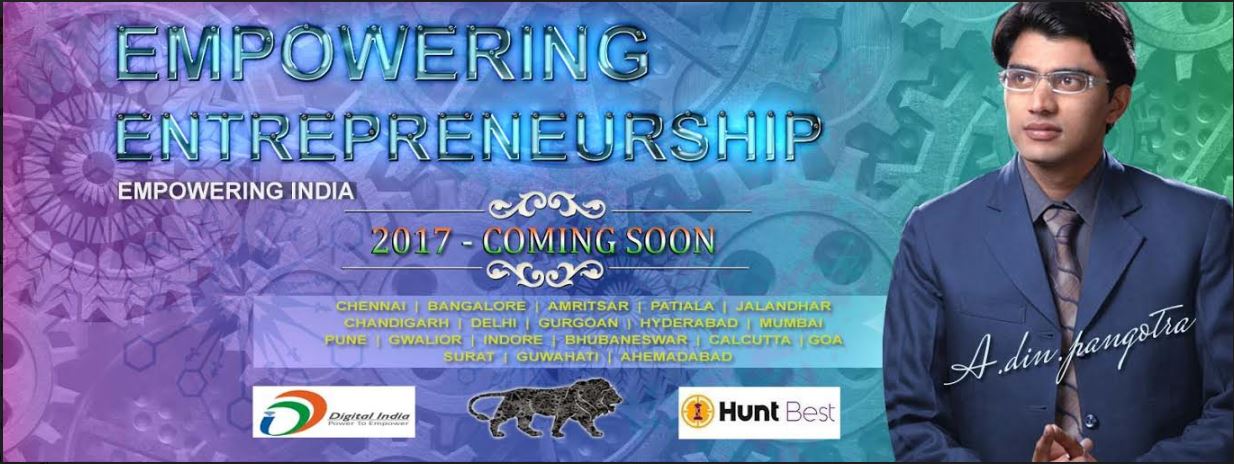 EMPOWERING
ENTREPRENEURSHIP
EMPOWERING INDIA
2017 - COMING SOON
CHENNAI | BANGALORE | AMRITSAR | PATIALA | JALANDHAR
CHANDIGARH | DELHI | GURGOAN | HYDERABAD | MUMBAI
PUNE | GWALIOR | INDORE | BHUBANESWAR | CALCUTTA | GOA
SURAT | GUWAHATI | AHEMADABAD
A.din.pangotra
Digital India
Power To Empower
Hunt Best